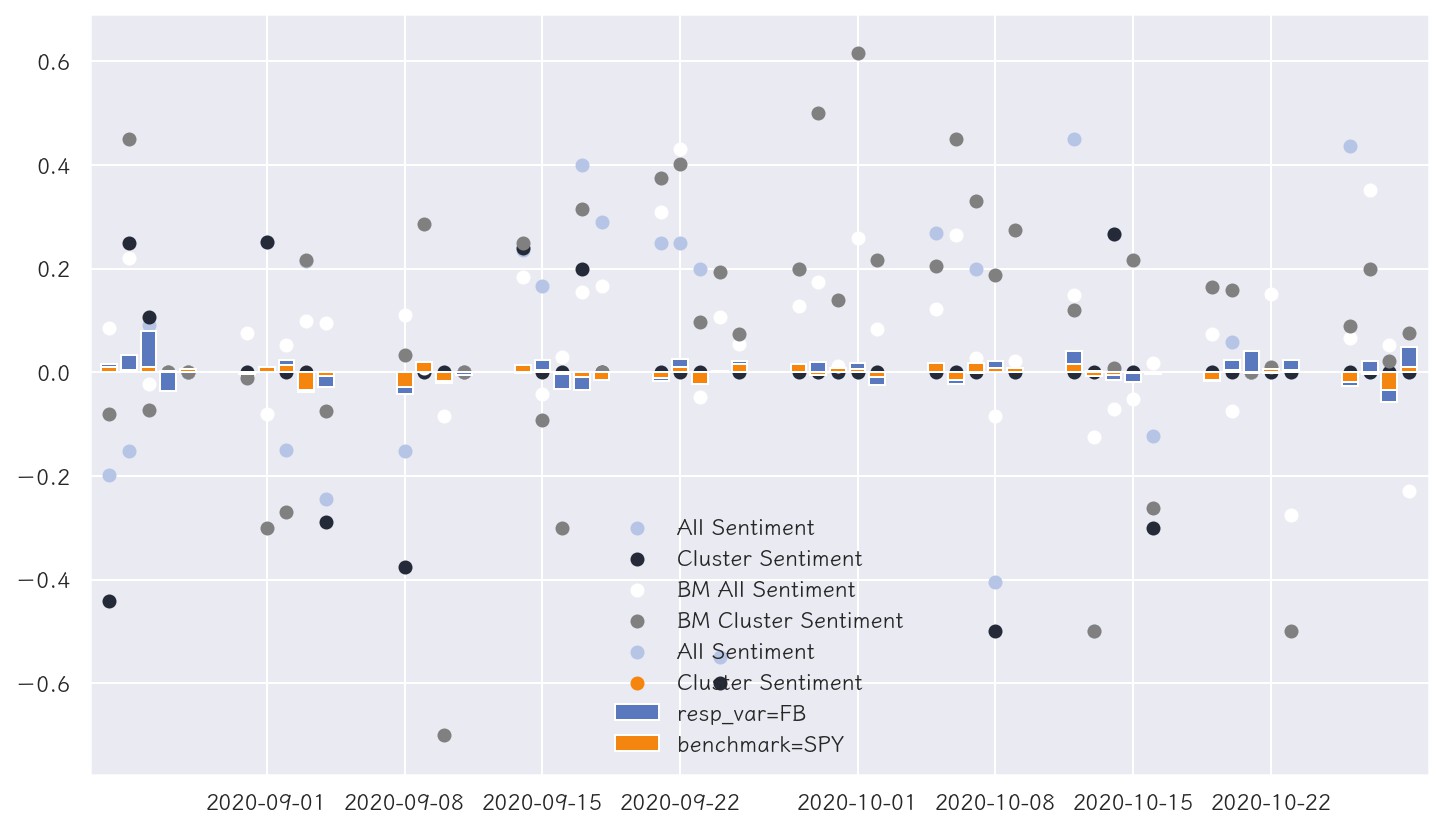 0.6
0.4
0.2
0.0
−0.2
−0.4
−0.6
All Sentiment
Cluster Sentiment
BM All Sentiment
BM Cluster Sentiment
All Sentiment
Cluster Sentiment
resp_var=FB
benchmark=SPY
2020-09-01 2020-09-08 2020-09-15 2020-09-22 2020-10-01 2020-10-08 2020-10-15 2020-10-22